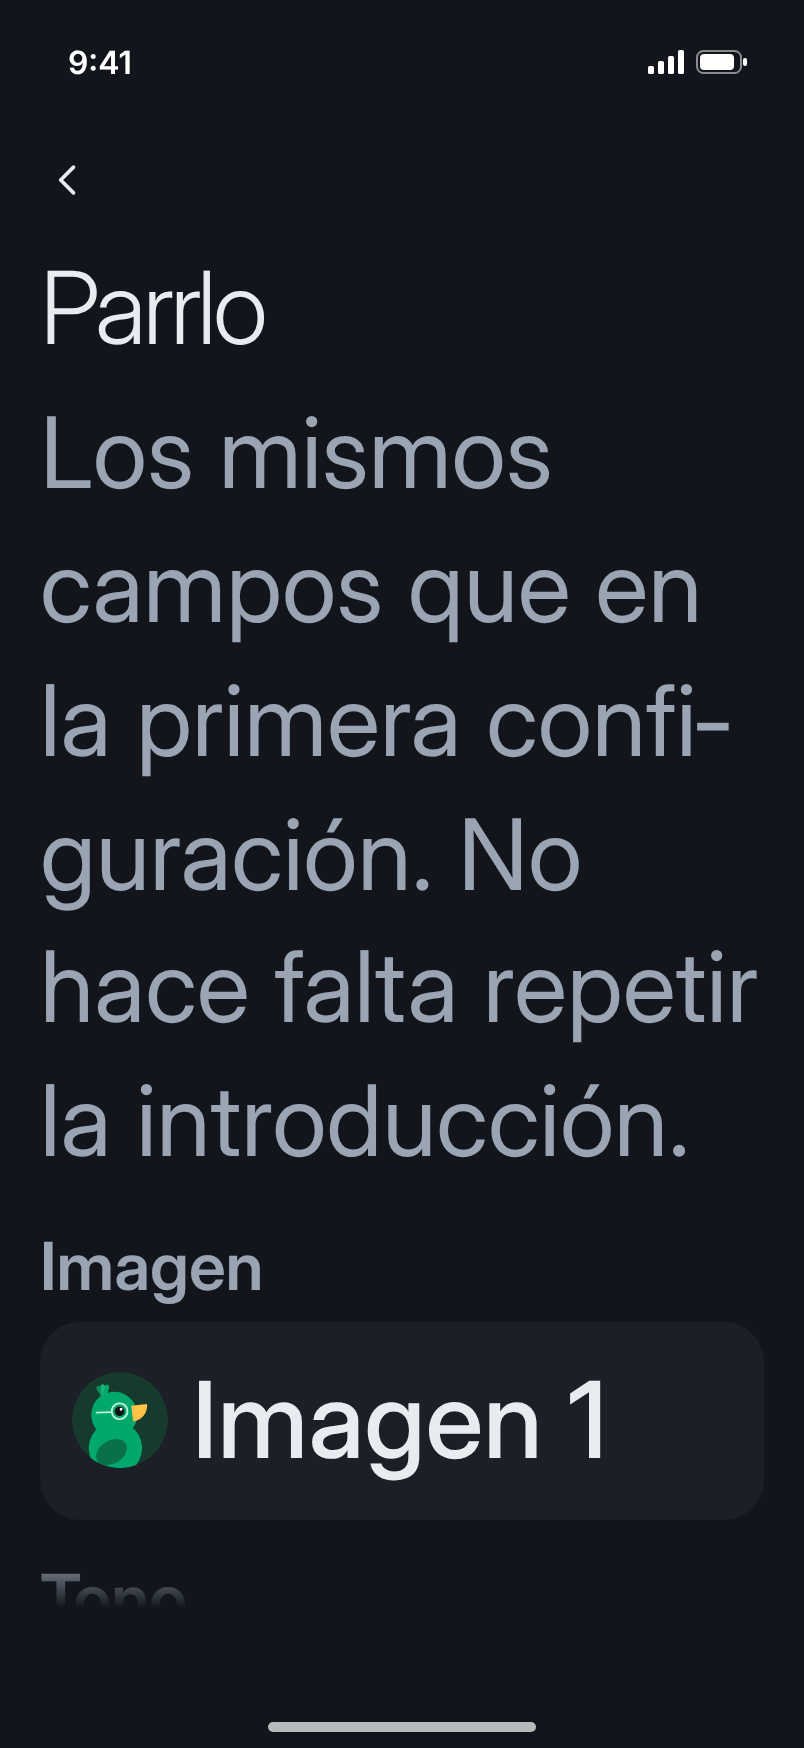 9:41
Parrlo
Los mismos
campos que en
la primera confi-
guración. No
hace falta repetir
la introducción.
Imagen
Imagen 1
Tono